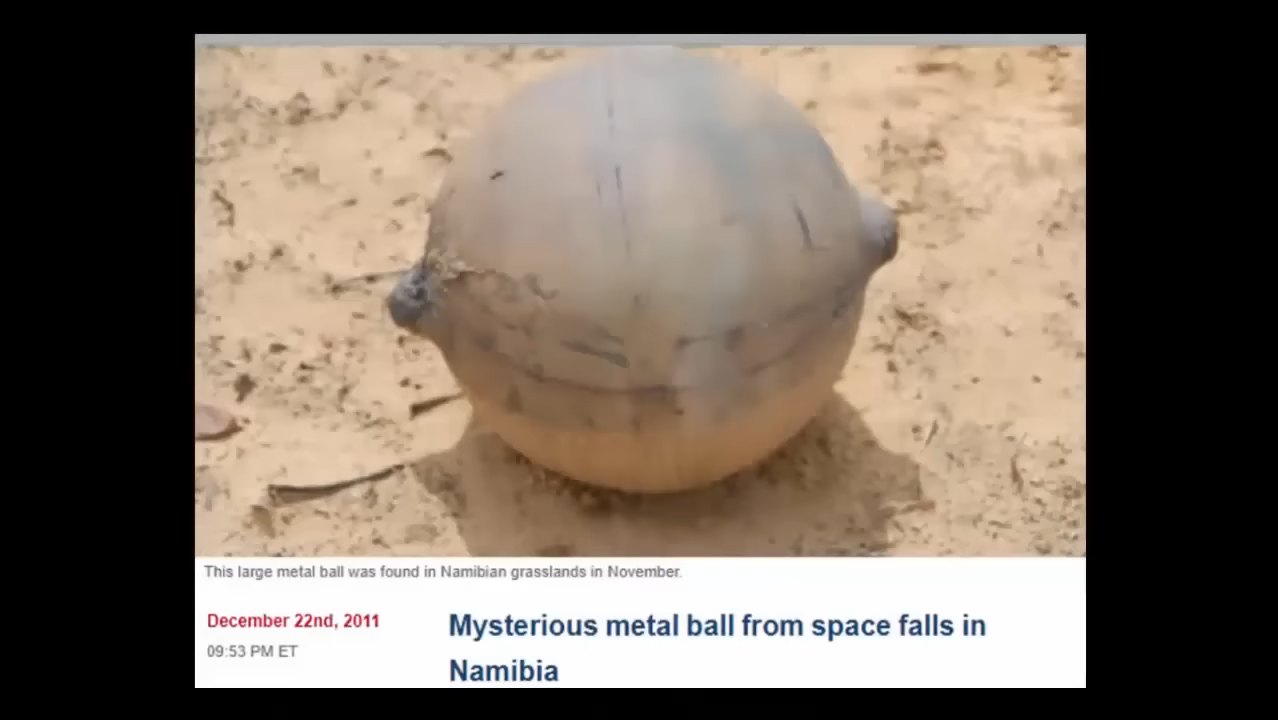 This large metal ball was found in Namibian grasslands in November.
December 22nd, 2011
09:53 PM ET
Mysterious metal ball from space falls in
Namibia